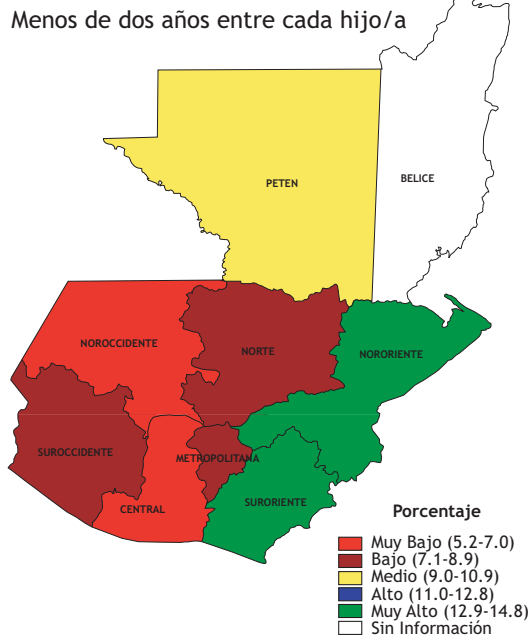 Menos de dos años entre cada hijo/a
PETEN
BELICE
NOROCCIDENTE
NORTE
NORORIENTE
SUROCCIDENTE
METROPOLITANA
CENTRAL
SURORIENTE
Porcentaje
Muy Bajo (5.2-7.0)
Bajo (7.1-8.9)
Medio (9.0-10.9)
Alto (11.0-12.8)
Muy Alto (12.9-14.8)
Sin Información